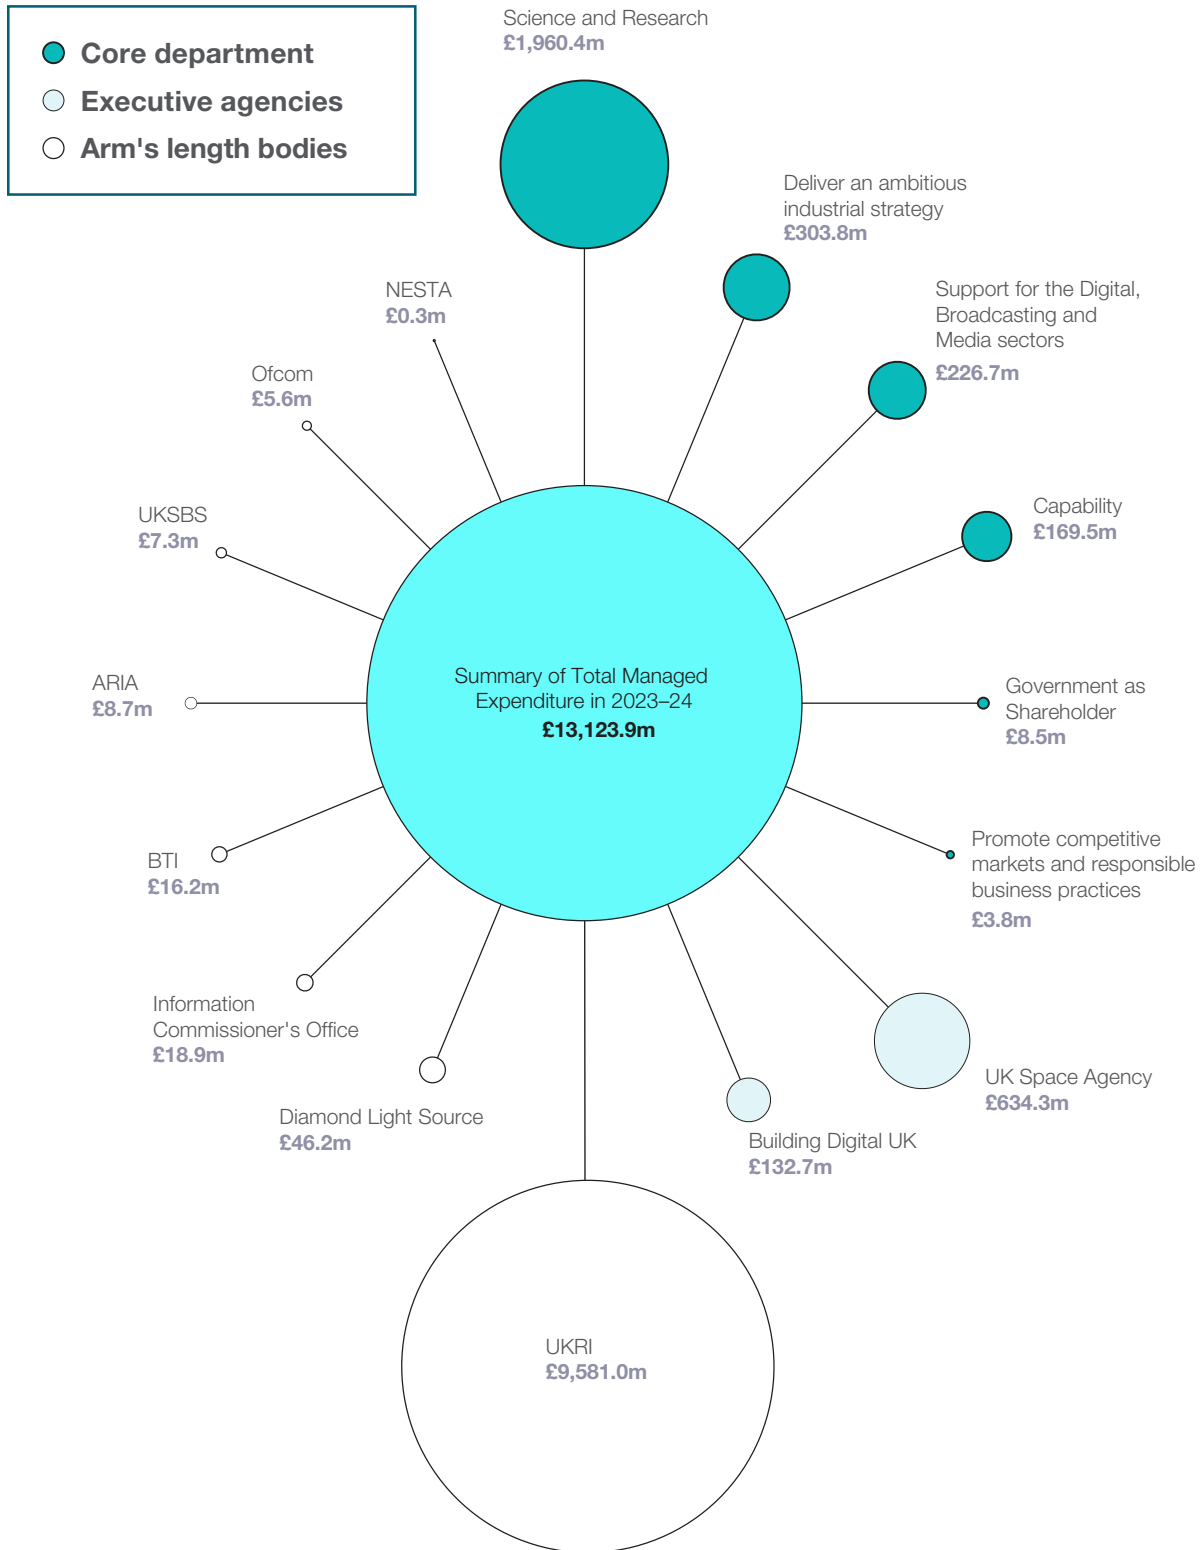 Core department
Executive agencies
Arm's length bodies
Science and Research
£1,960.4m
Deliver an ambitious
industrial strategy
£303.8m
Support for the Digital,
Broadcasting and
Media sectors
£226.7m
Capability
£169.5m
Government as
Shareholder
£8.5m
Promote competitive
markets and responsible
business practices
£3.8m
UK Space Agency
£634.3m
Building Digital UK
£132.7m
UKRI
£9,581.0m
Diamond Light Source
£46.2m
Information
Commissioner's Office
£18.9m
BTI
£16.2m
ARIA
£8.7m
UKSBS
£7.3m
Ofcom
£5.6m
NESTA
£0.3m
Summary of Total Managed
Expenditure in 2023–24
£13,123.9m